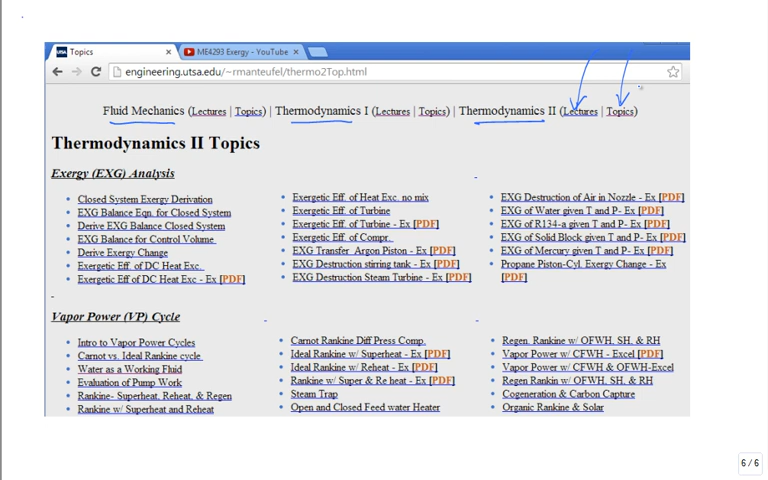 Topics
ME4293 Exergy - YouTube
engineering.utsa.edu/~rmanteufel/thermo2Top.html
Fluid Mechanics (Lectures | Topics) | Thermodynamics I (Lectures | Topics) | Thermodynamics II (Lectures | Topics)
Thermodynamics II Topics
Exergy (EXG) Analysis
Closed System Exergy Derivation
EXG Balance Eqn. for Closed System
Derive EXG Balance Closed System
EXG Balance for Control Volume
Derive Exergy Change
Exergetic Eff. of DC Heat Exc.
Exergetic Eff of DC Heat Exc - Ex [PDF]
Exergetic Eff. of Heat Exc. no mix
Exergetic Eff. of Turbine
Exergetic Eff. of Turbine - Ex [PDF]
Exergetic Eff. of Compr.
EXG Transfer Argon Piston - Ex [PDF]
EXG Destruction stirring tank - Ex [PDF]
EXG Destruction Steam Turbine - Ex [PDF]
EXG Destruction of Air in Nozzle - Ex [PDF]
EXG of Water given T and P- Ex [PDF]
EXG of R134-a given T and P- Ex [PDF]
EXG of Solid Block given T and P- Ex [PDF]
EXG of Mercury given T and P- Ex [PDF]
Propane Piston-Cyl. Exergy Change - Ex
[PDF]
Vapor Power (VP) Cycle
Intro to Vapor Power Cycles
Carnot vs. Ideal Rankine cycle
Water as a Working Fluid
Evaluation of Pump Work
Rankine- Superheat, Reheat, & Regen
Rankine w/ Superheat and Reheat
Carnot Rankine Diff Press Comp.
Ideal Rankine w/ Superheat - Ex [PDF]
Ideal Rankine w/ Reheat - Ex [PDF]
Rankine w/ Super & Re heat - Ex [PDF]
Steam Trap
Open and Closed Feed water Heater
Regen. Rankine w/ OFWH, SH, & RH
Vapor Power w/ CFWH - Excel [PDF]
Vapor Power w/ CFWH & OFWH-Excel
Regen Rankin w/ OFWH, SH, & RH
Cogeneration & Carbon Capture
Organic Rankine & Solar
6 / 6